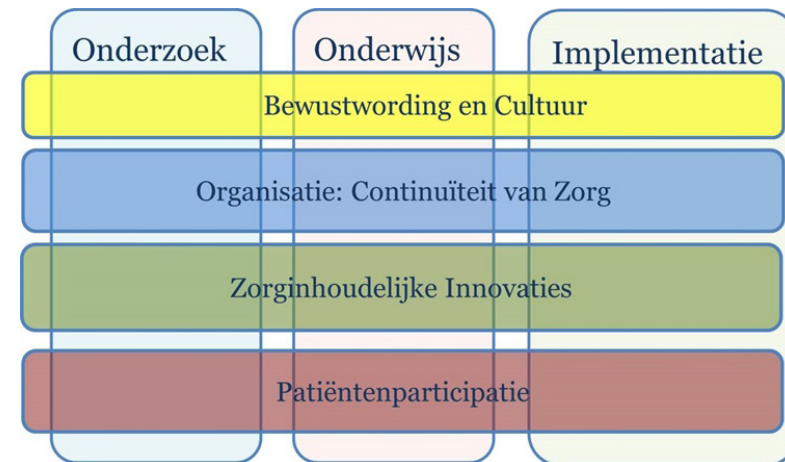 Onderzoek
Onderwijs
Implementatie
Bewustwording en Cultuur
Organisatie: Continuïteit van Zorg
Zorginhoudelijke Innovaties
Patiëntenparticipatie